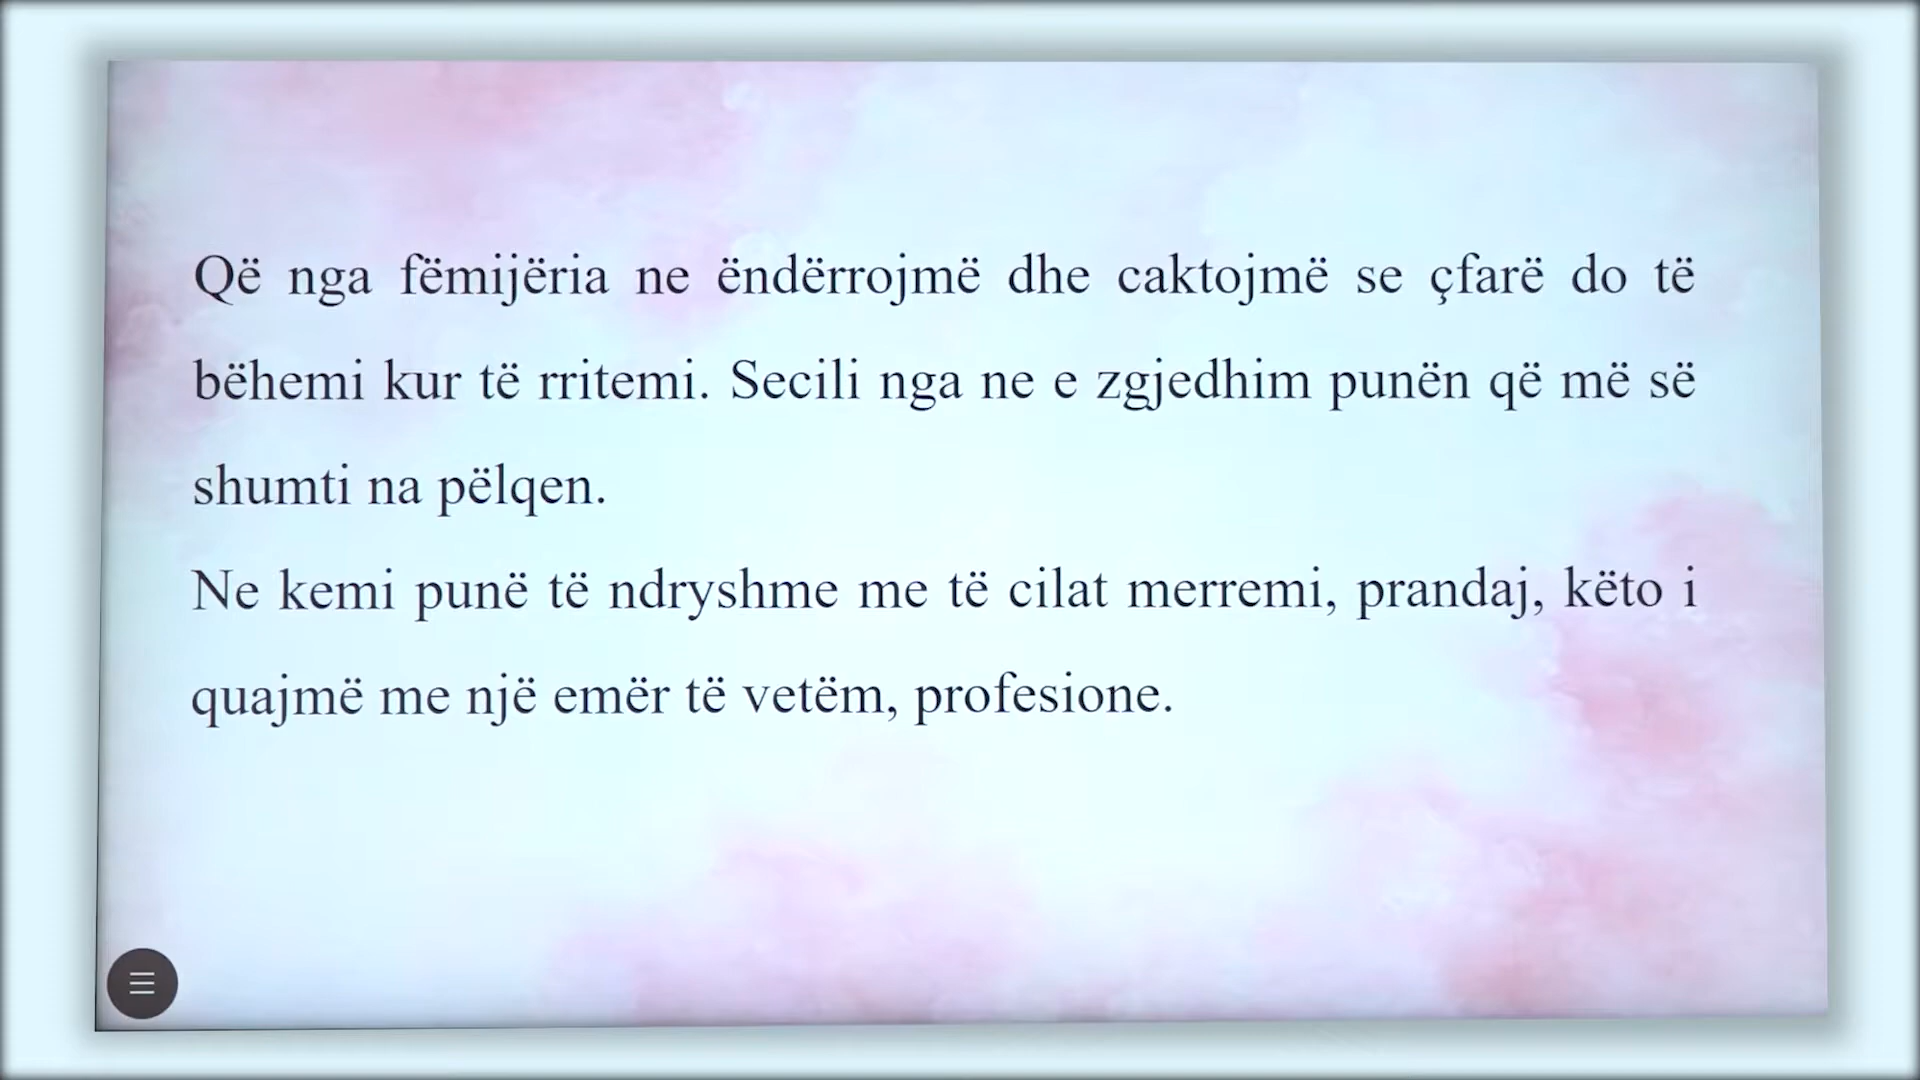 Që nga fëmijëria ne ëndërrojmë dhe caktojmë se çfarë do të
bëhemi kur të rritemi. Secili nga ne e zgjedhim punën që më së
shumti na pëlqen.
Ne kemi punë të ndryshme me të cilat merremi, prandaj, këto i
quajmë me një emër të vetëm, profesione.